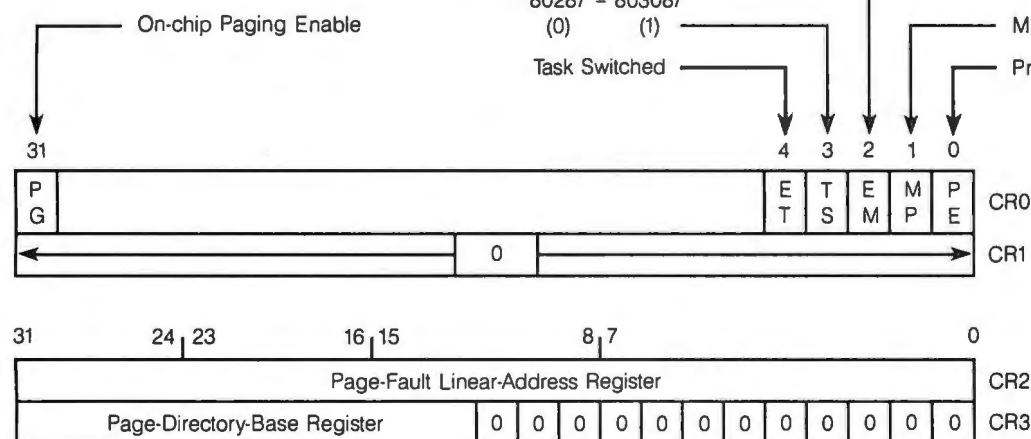 80287 – 803087
On-chip Paging Enable
(0) (1)
M
Task Switched
Pr
31 4 3 2 1 0
P G E T T S E M M P P E CR0
0 CR1
31 24 23 16 15 8 7 0
Page-Fault Linear-Address Register CR2
Page-Directory-Base Register 0 0 0 0 0 0 0 0 0 0 0 0 CR3